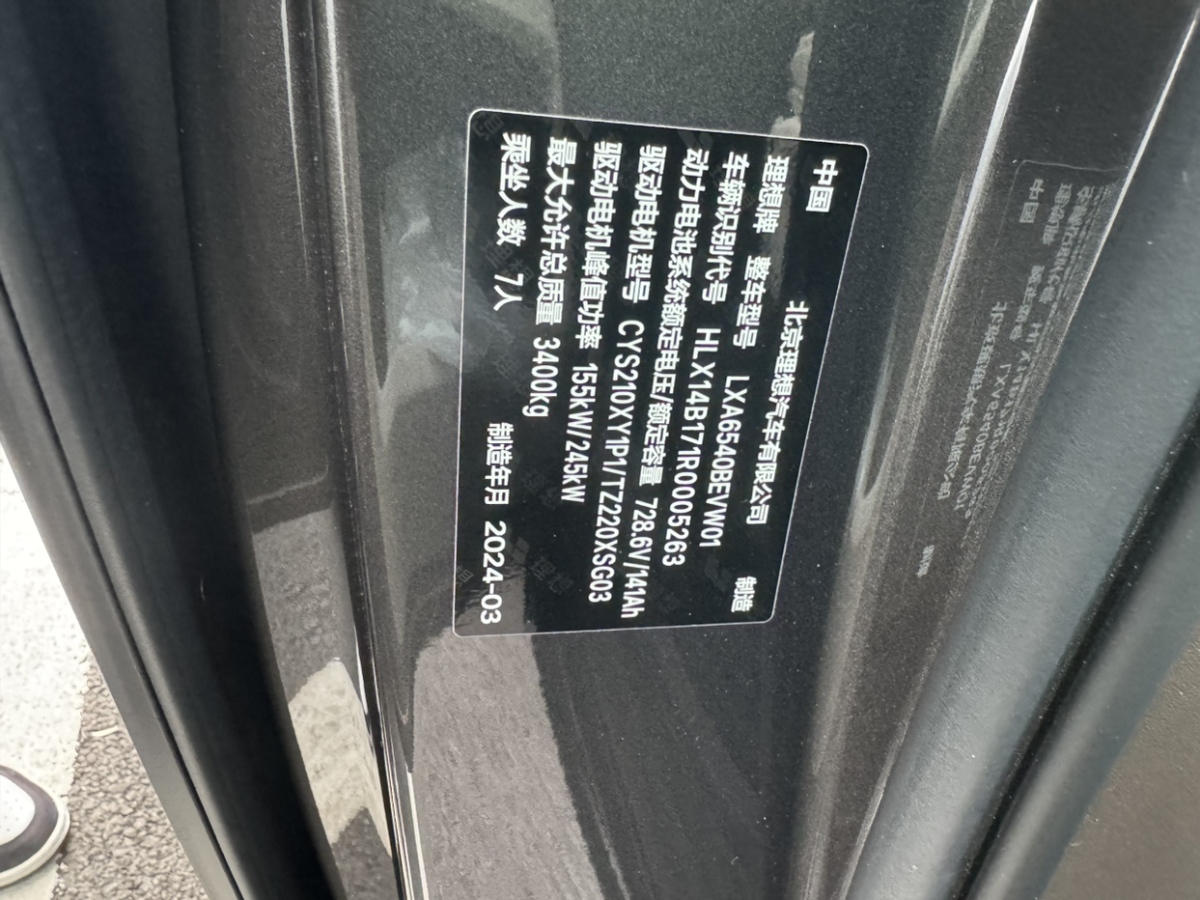 中国 北京理想汽车有限公司 制造
理想牌 整车型号 LXA6540BEVW01
车辆识别代号 HLX14B171R0005263
动力电池系统额定电压/额定容量 728.6V/141Ah
驱动电机型号 CYS210XY1P1/TZ220XSG03
驱动电机峰值功率 155kW/245kW
最大允许总质量 3400kg
乘坐人数 7人 制造年月 2024-03